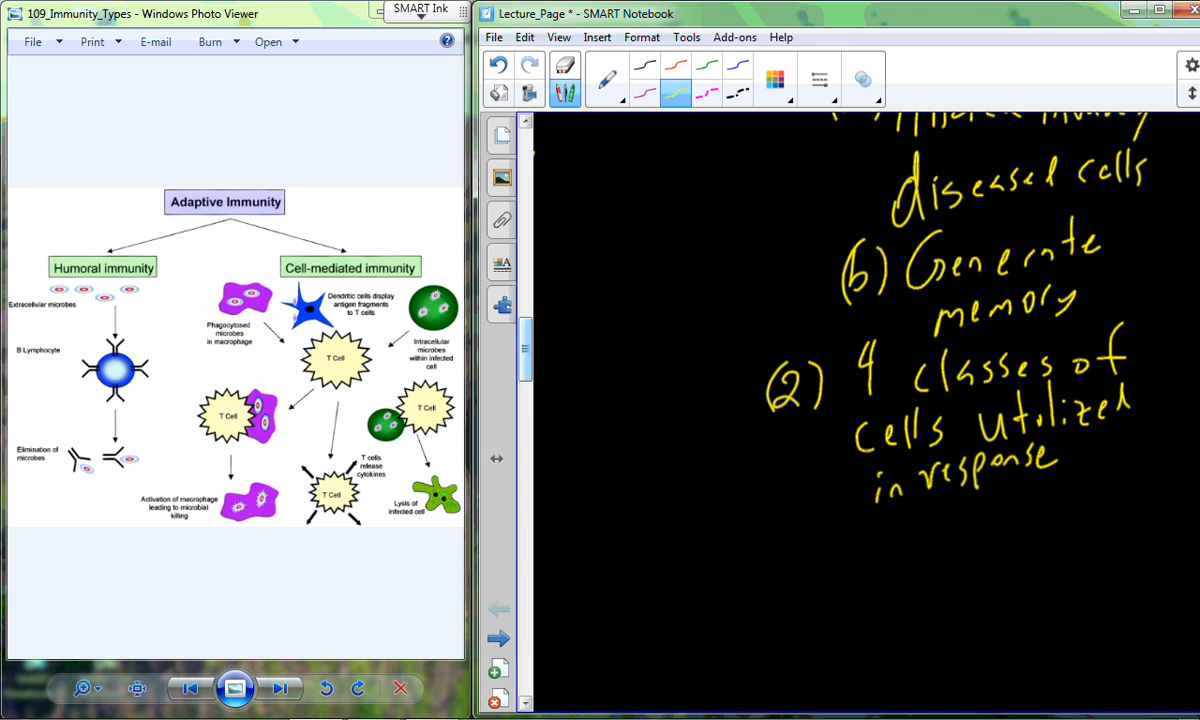 109_Immunity_Types - Windows Photo Viewer
SMART Ink
File Print E-mail Burn Open
Adaptive Immunity
Humoral immunity
Cell-mediated immunity
Extracellular microbes
B Lymphocyte
Elimination of
microbes
Dendritic cells display
antigen fragments
to T cells
Phagocytosed
microbes
in macrophage
T Cell
Intracellular
microbes
within infected
cell
T Cell
T Cell
T cells
release
cytokines
T Cell
Activation of macrophage
leading to microbial
killing
Lysis of
infected cell
Lecture_Page * - SMART Notebook
File Edit View Insert Format Tools Add-ons Help
diseased cells
(b) Generate
memory
(2) 4 classes of
cells utilized
in response